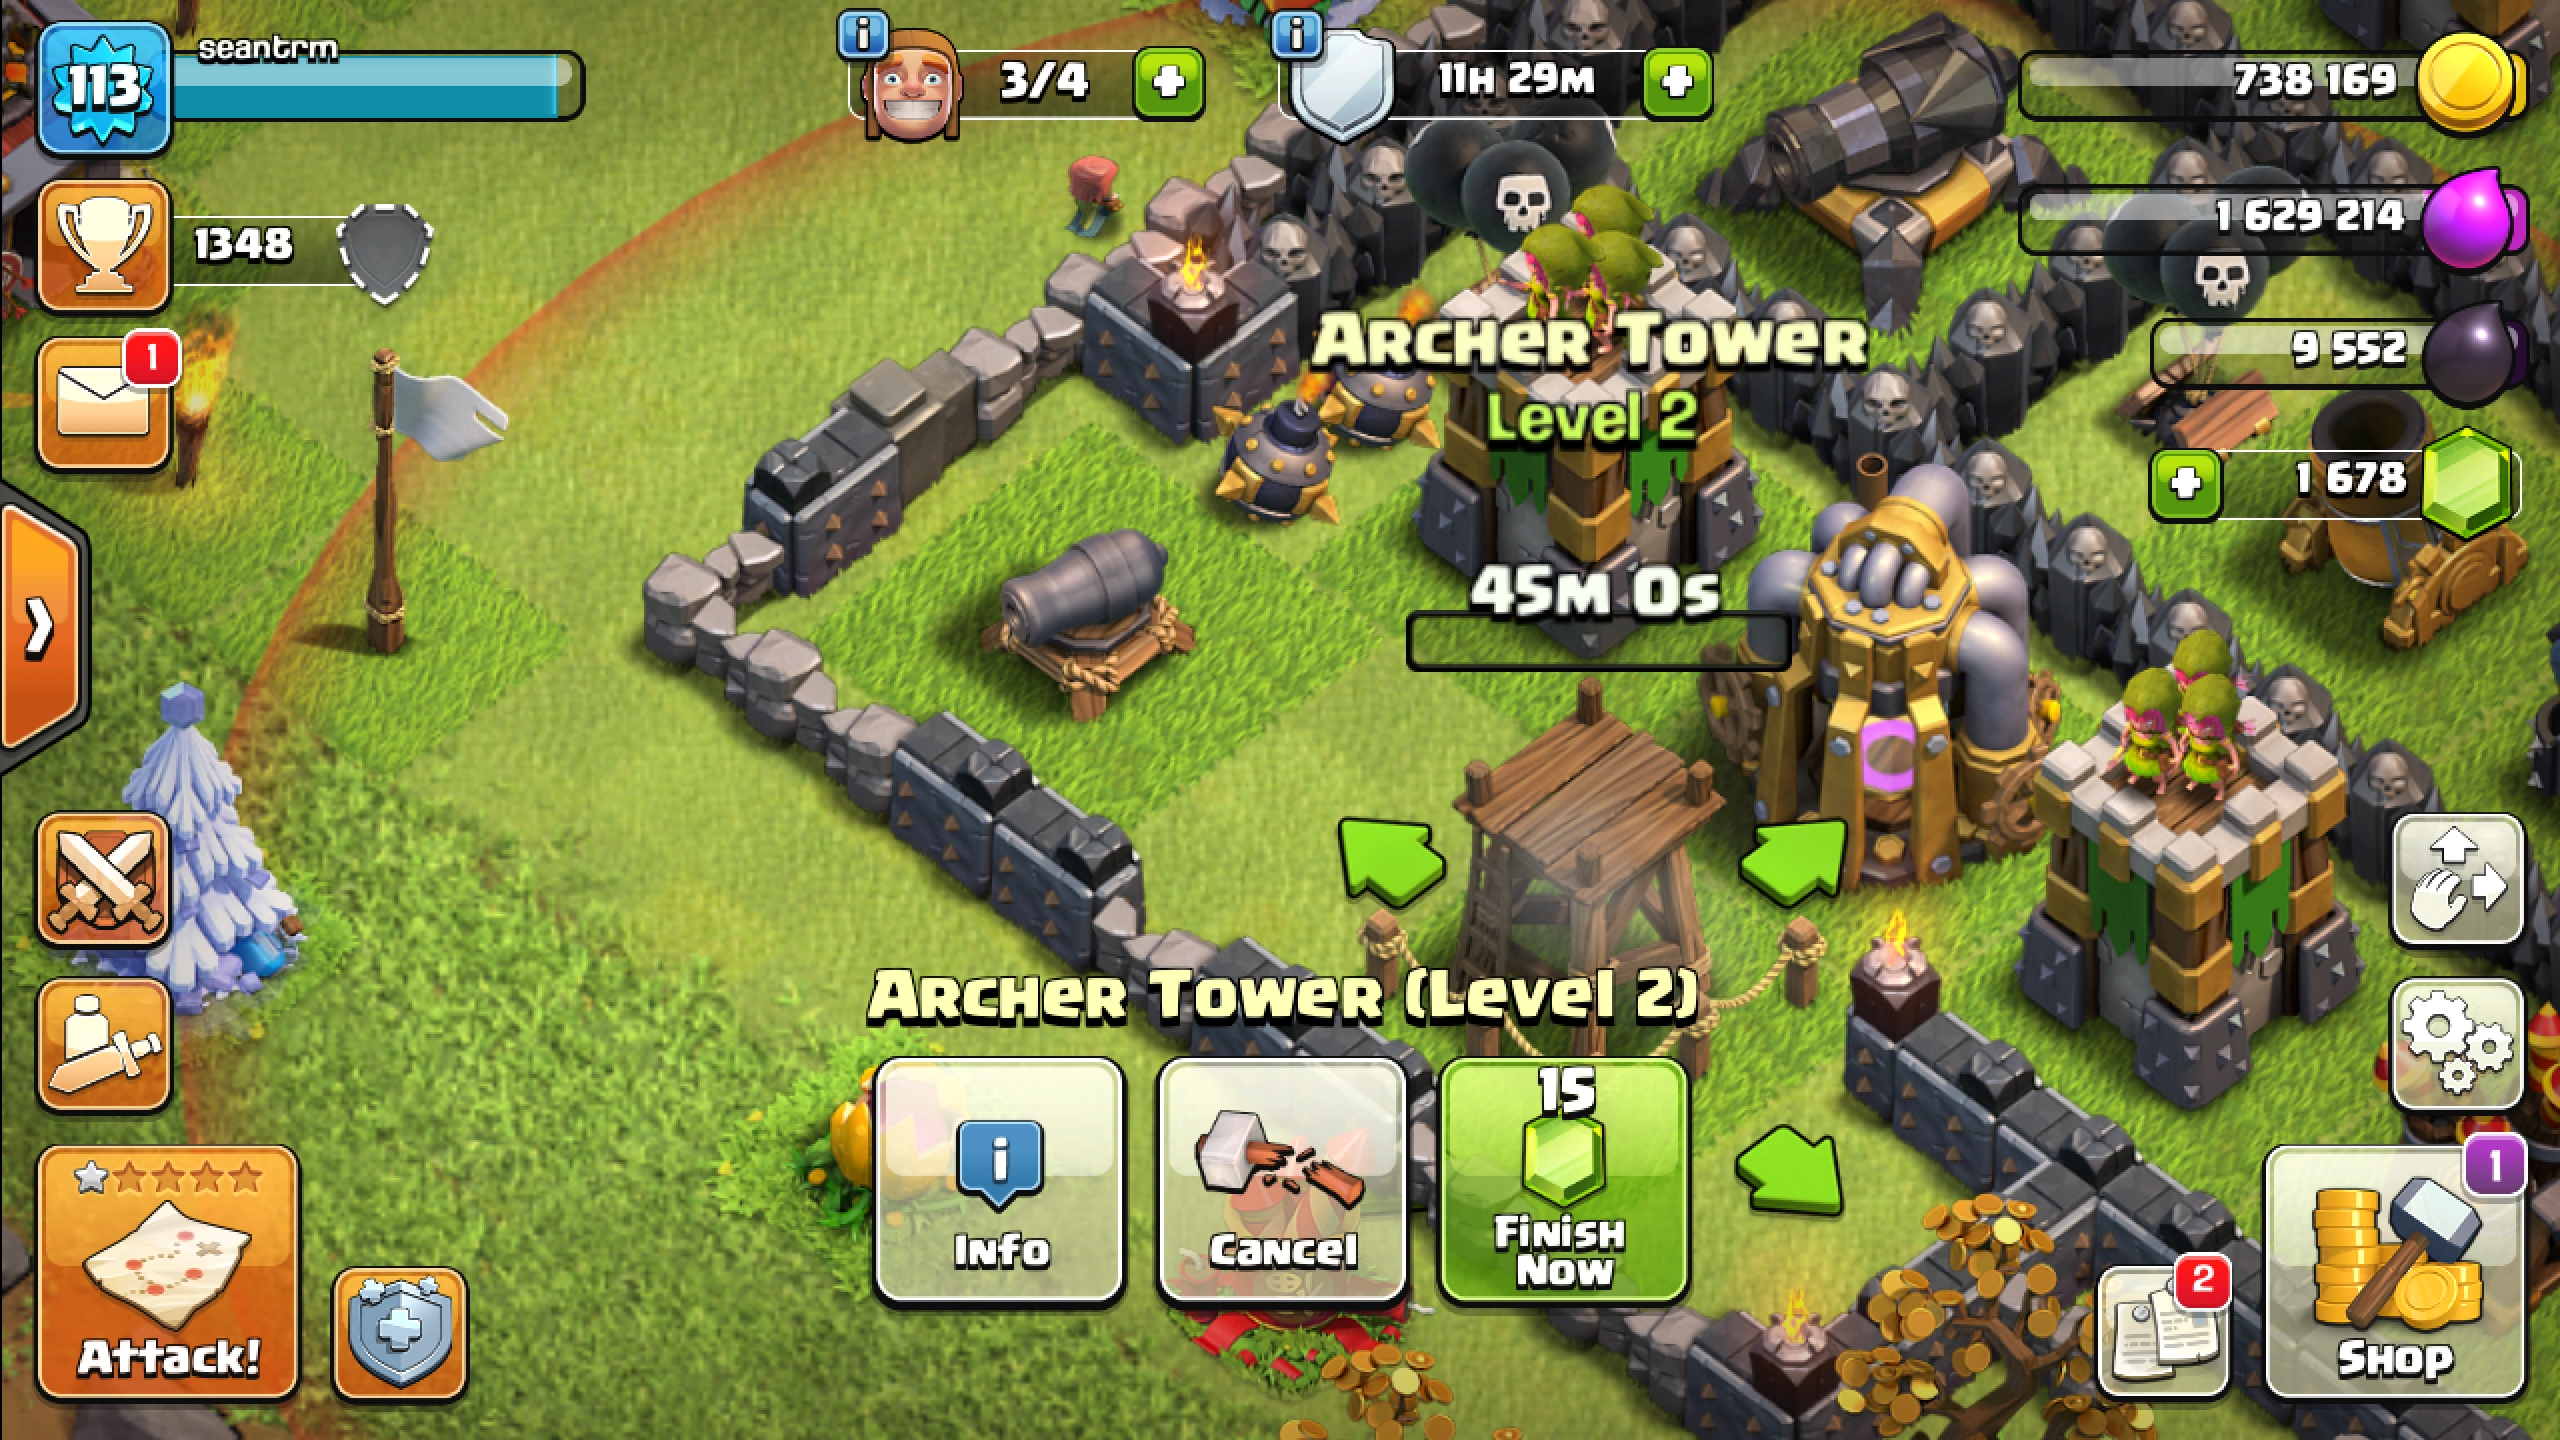 113
seantrm
3/4
11H 29M
738 169
1348
1 629 214
1
9 552
1 678
Archer Tower
Level 2
45M 0s
Archer Tower (Level 2)
Info
Cancel
15
Finish
Now
Attack!
2
1
Shop